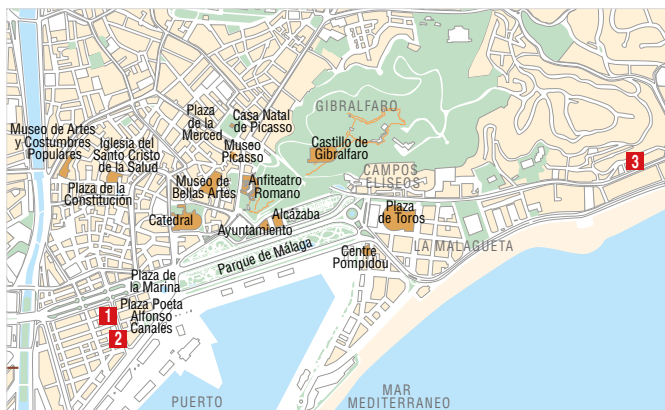 GIBRALFARO
Plaza
de la
Merced
Casa Natal
de Picasso
Museo de Artes
y Costumbres
Populares
Iglesia del
Santo Cristo
de la Salud
Museo
Picasso
Castillo de
Gibralfaro
3
CAMPOS
ELÍSEOS
Plaza de la
Constitución
Museo de
Bellas Artes
Anfiteatro
Romano
Catedral
Alcazaba
Ayuntamiento
Plaza
de Toros
LA MALAGUETA
Parque de Málaga
Centre
Pompidou
Plaza de
la Marina
1
Plaza Poeta
Alfonso
Canales
2
PUERTO
MAR
MEDITERRANEO